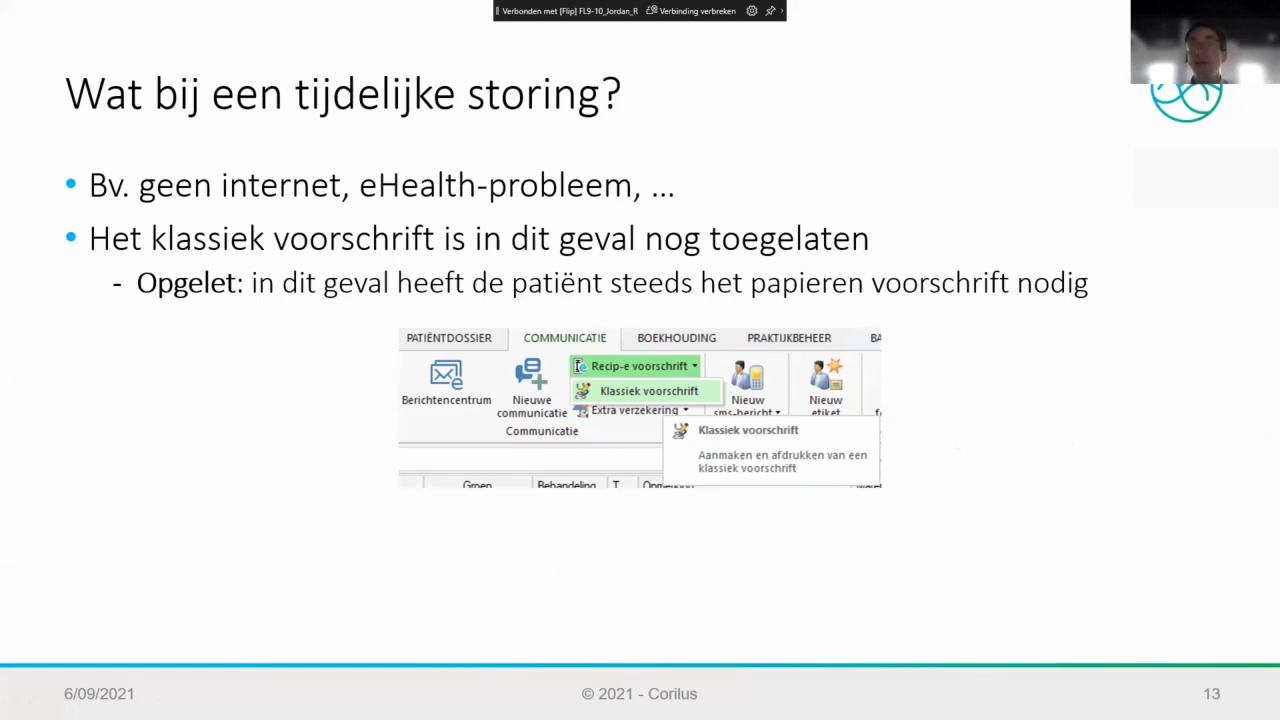 Verbonden met [Flip] FL9-10_Jordan_R Verbinding verbreken
Wat bij een tijdelijke storing?
• Bv. geen internet, eHealth-probleem, ...
• Het klassiek voorschrift is in dit geval nog toegelaten
- Opgelet: in dit geval heeft de patiënt steeds het papieren voorschrift nodig
PATIËNTDOSSIER COMMUNICATIE BOEKHOUDING PRAKTIJKBEHEER BA
Recip-e voorschrift
Klassiek voorschrift
Berichtencentrum
Nieuwe communicatie
Extra verzekering
Nieuw sms-bericht
Nieuw etiket
Communicatie
Klassiek voorschrift
Aanmaken en afdrukken van een
klassiek voorschrift
Groep Behandeling T Opmerking
6/09/2021 © 2021 - Corilus 13